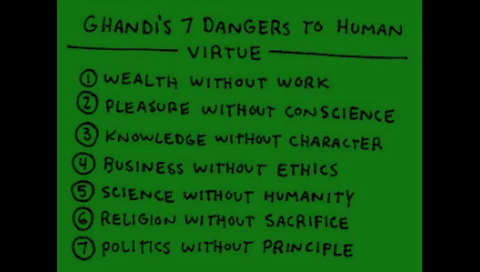 GHANDI'S 7 DANGERS TO HUMAN
VIRTUE
1 WEALTH WITHOUT WORK
2 PLEASURE WITHOUT CONSCIENCE
3 KNOWLEDGE WITHOUT CHARACTER
4 BUSINESS WITHOUT ETHICS
5 SCIENCE WITHOUT HUMANITY
6 RELIGION WITHOUT SACRIFICE
7 POLITICS WITHOUT PRINCIPLE